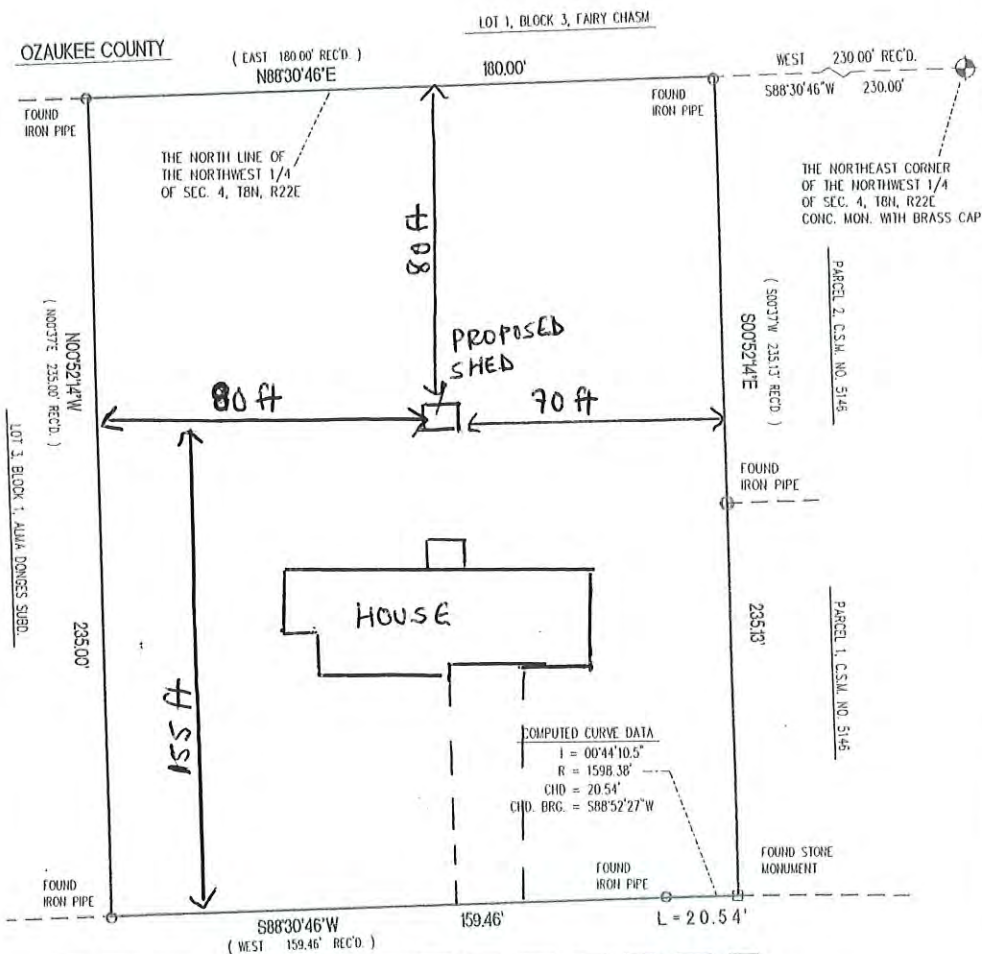 LOT 1, BLOCK 3, FAIRY CHASM
OZAUKEE COUNTY
( EAST 180.00' REC'D. )
N88°30'46"E
180.00'
WEST 230.00' REC'D.
S88°30'46"W 230.00'
FOUND
IRON PIPE
FOUND
IRON PIPE
THE NORTH LINE OF
THE NORTHWEST 1/4
OF SEC. 4, T8N, R22E
THE NORTHEAST CORNER
OF THE NORTHWEST 1/4
OF SEC. 4, T8N, R22E
CONC. MON. WITH BRASS CAP
80 ft
PROPOSED
SHED
80 ft
70 ft
( N00°37'E 235.00' REC'D. )
N00°52'14"W
LOT 3, BLOCK 1, ALMA DONGES SUBD.
235.00'
S00°52'14"E
( S00°37'W 235.13' REC'D. )
PARCEL 2, C.S.M. NO. 5146
FOUND
IRON PIPE
HOUSE
155 ft
235.13'
PARCEL 1, C.S.M. NO. 5146
COMPUTED CURVE DATA
I = 00°44'10.5"
R = 1598.38'
CHD = 20.54'
CHD. BRG. = S88°52'27"W
FOUND STONE
MONUMENT
FOUND
IRON PIPE
FOUND
IRON PIPE
S88°30'46"W
159.46'
L = 20.54'
( WEST 159.46' REC'D. )